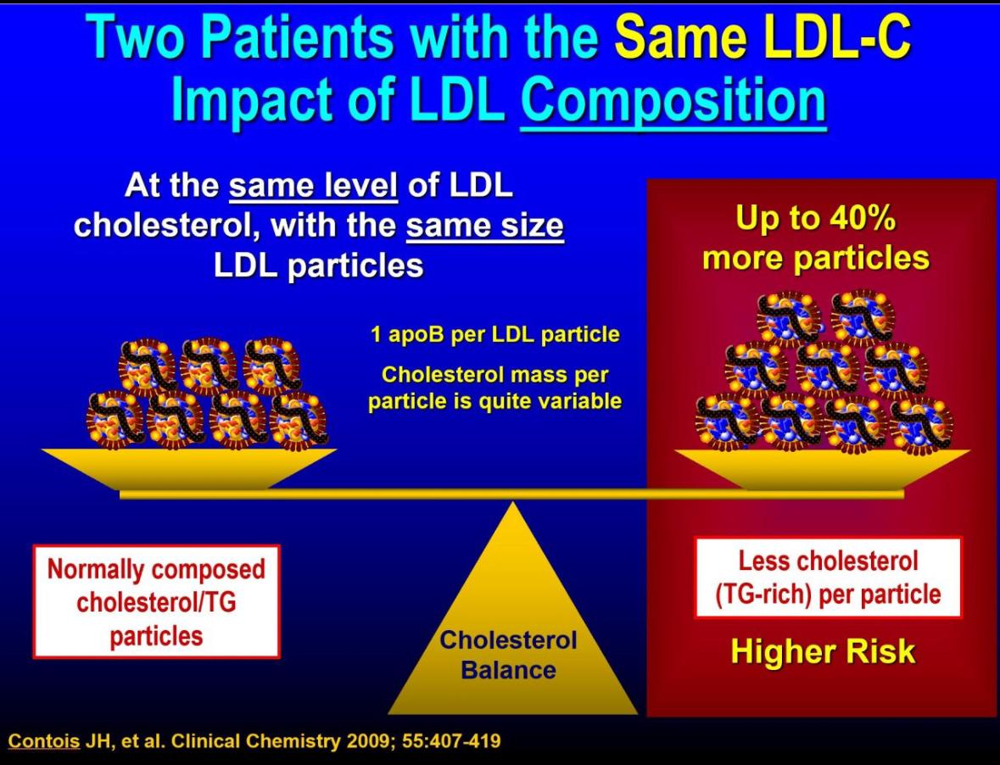 Two Patients with the Same LDL-C
Impact of LDL Composition
At the same level of LDL
cholesterol, with the same size
LDL particles
Up to 40%
more particles
1 apoB per LDL particle
Cholesterol mass per
particle is quite variable
Normally composed
cholesterol/TG
particles
Less cholesterol
(TG-rich) per particle
Cholesterol
Balance
Higher Risk
Contois JH, et al. Clinical Chemistry 2009; 55:407-419